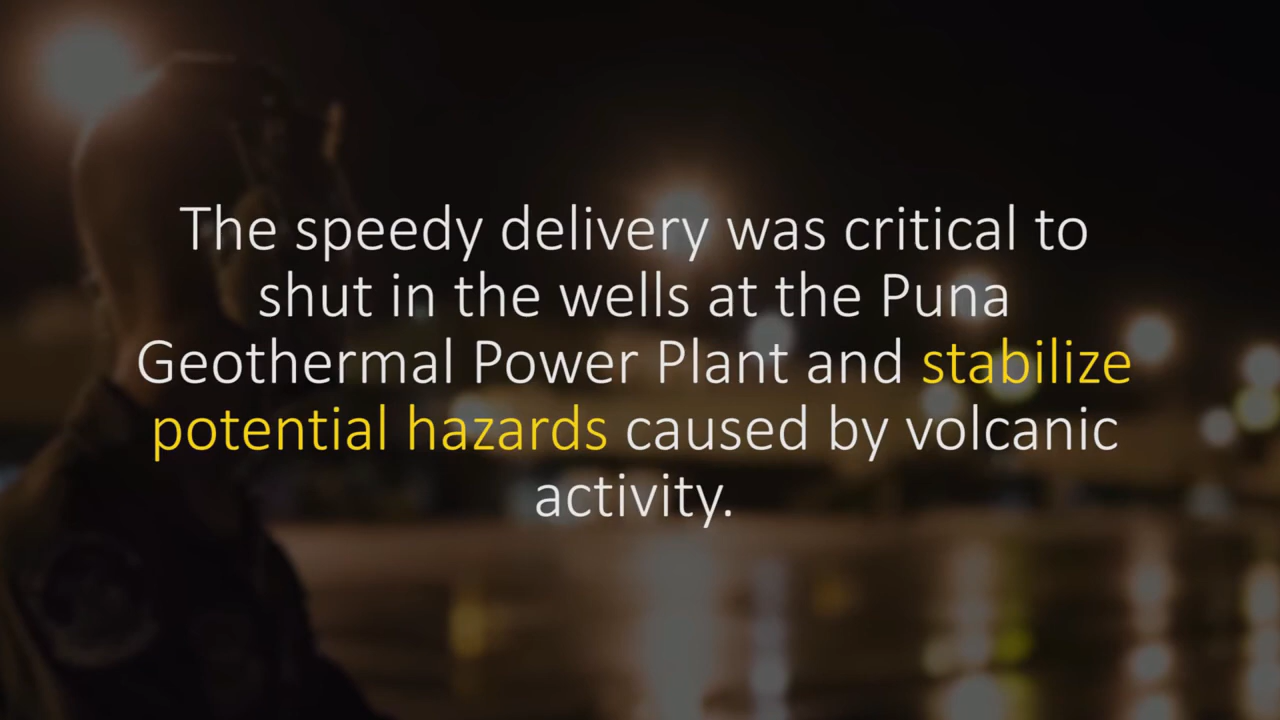 The speedy delivery was critical to
shut in the wells at the Puna
Geothermal Power Plant and stabilize
potential hazards caused by volcanic
activity.